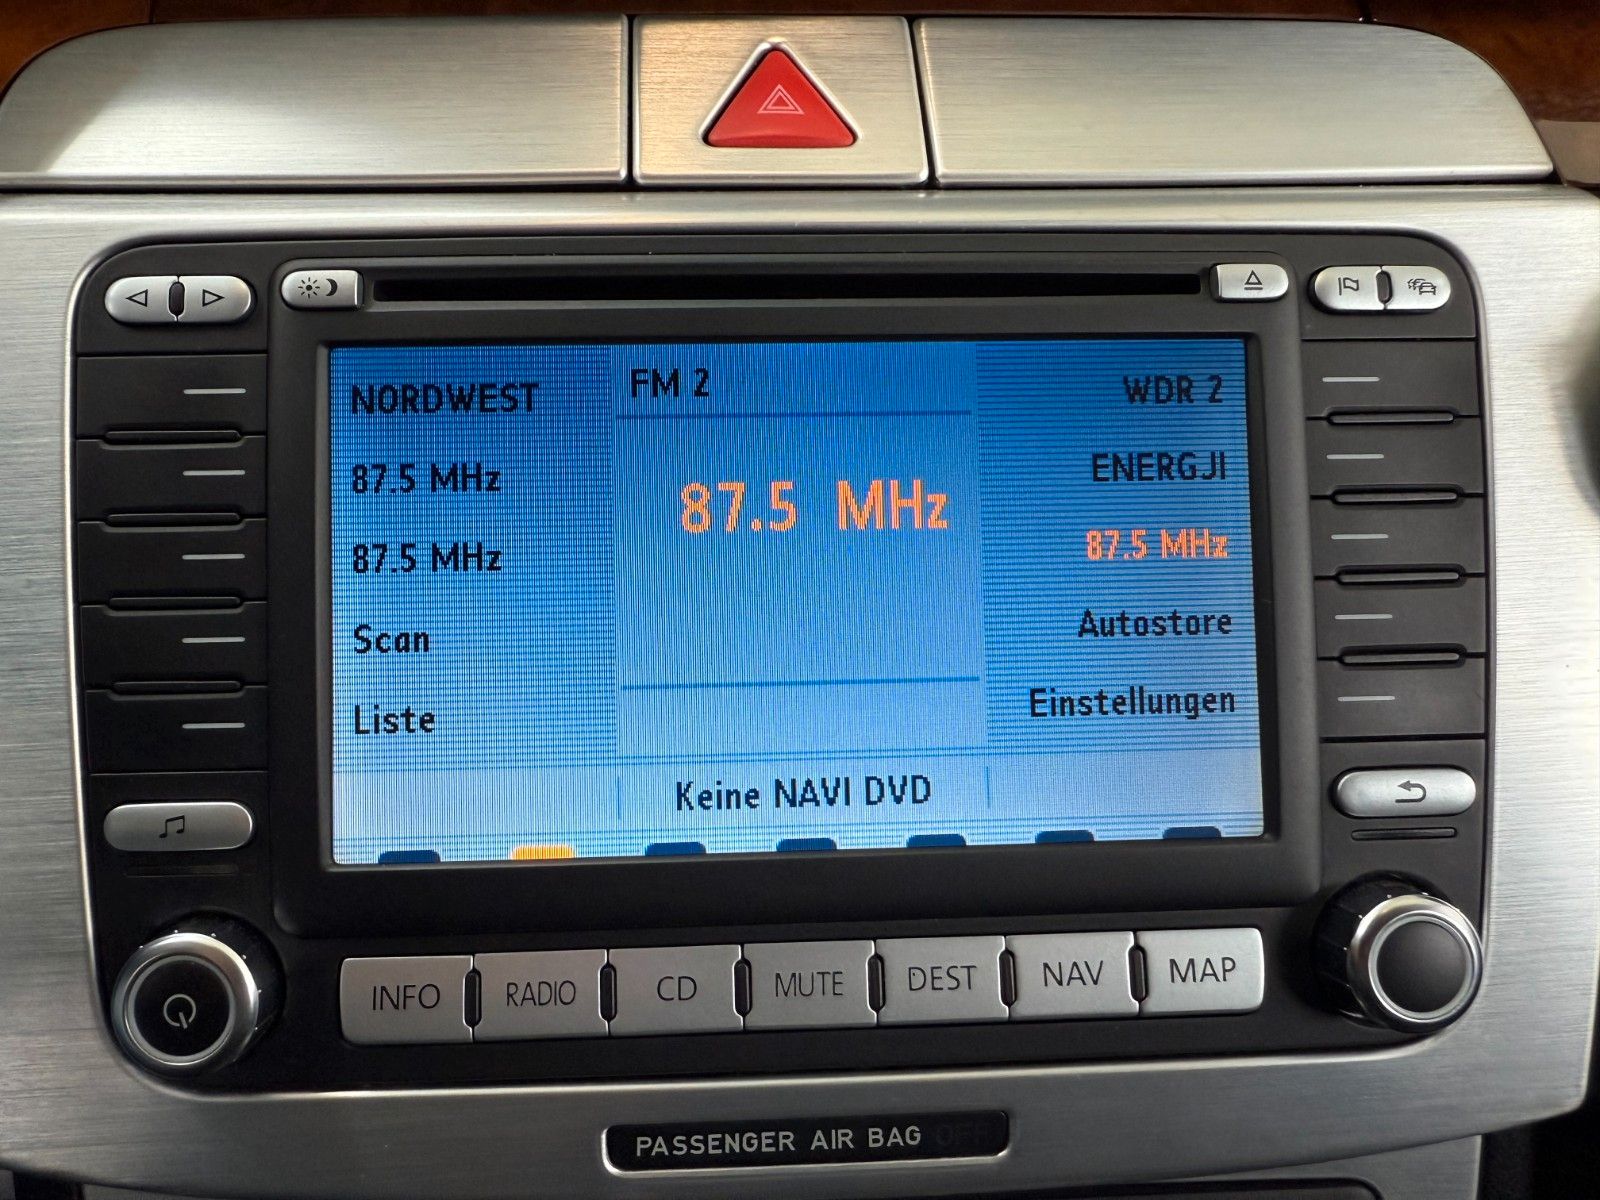 NORDWEST
FM 2
WDR 2
87.5 MHz
87.5 MHz
ENERGJI
87.5 MHz
87.5 MHz
Scan
Autostore
Liste
Einstellungen
Keine NAVI DVD
INFO
RADIO
CD
MUTE
DEST
NAV
MAP
PASSENGER AIR BAG OFF